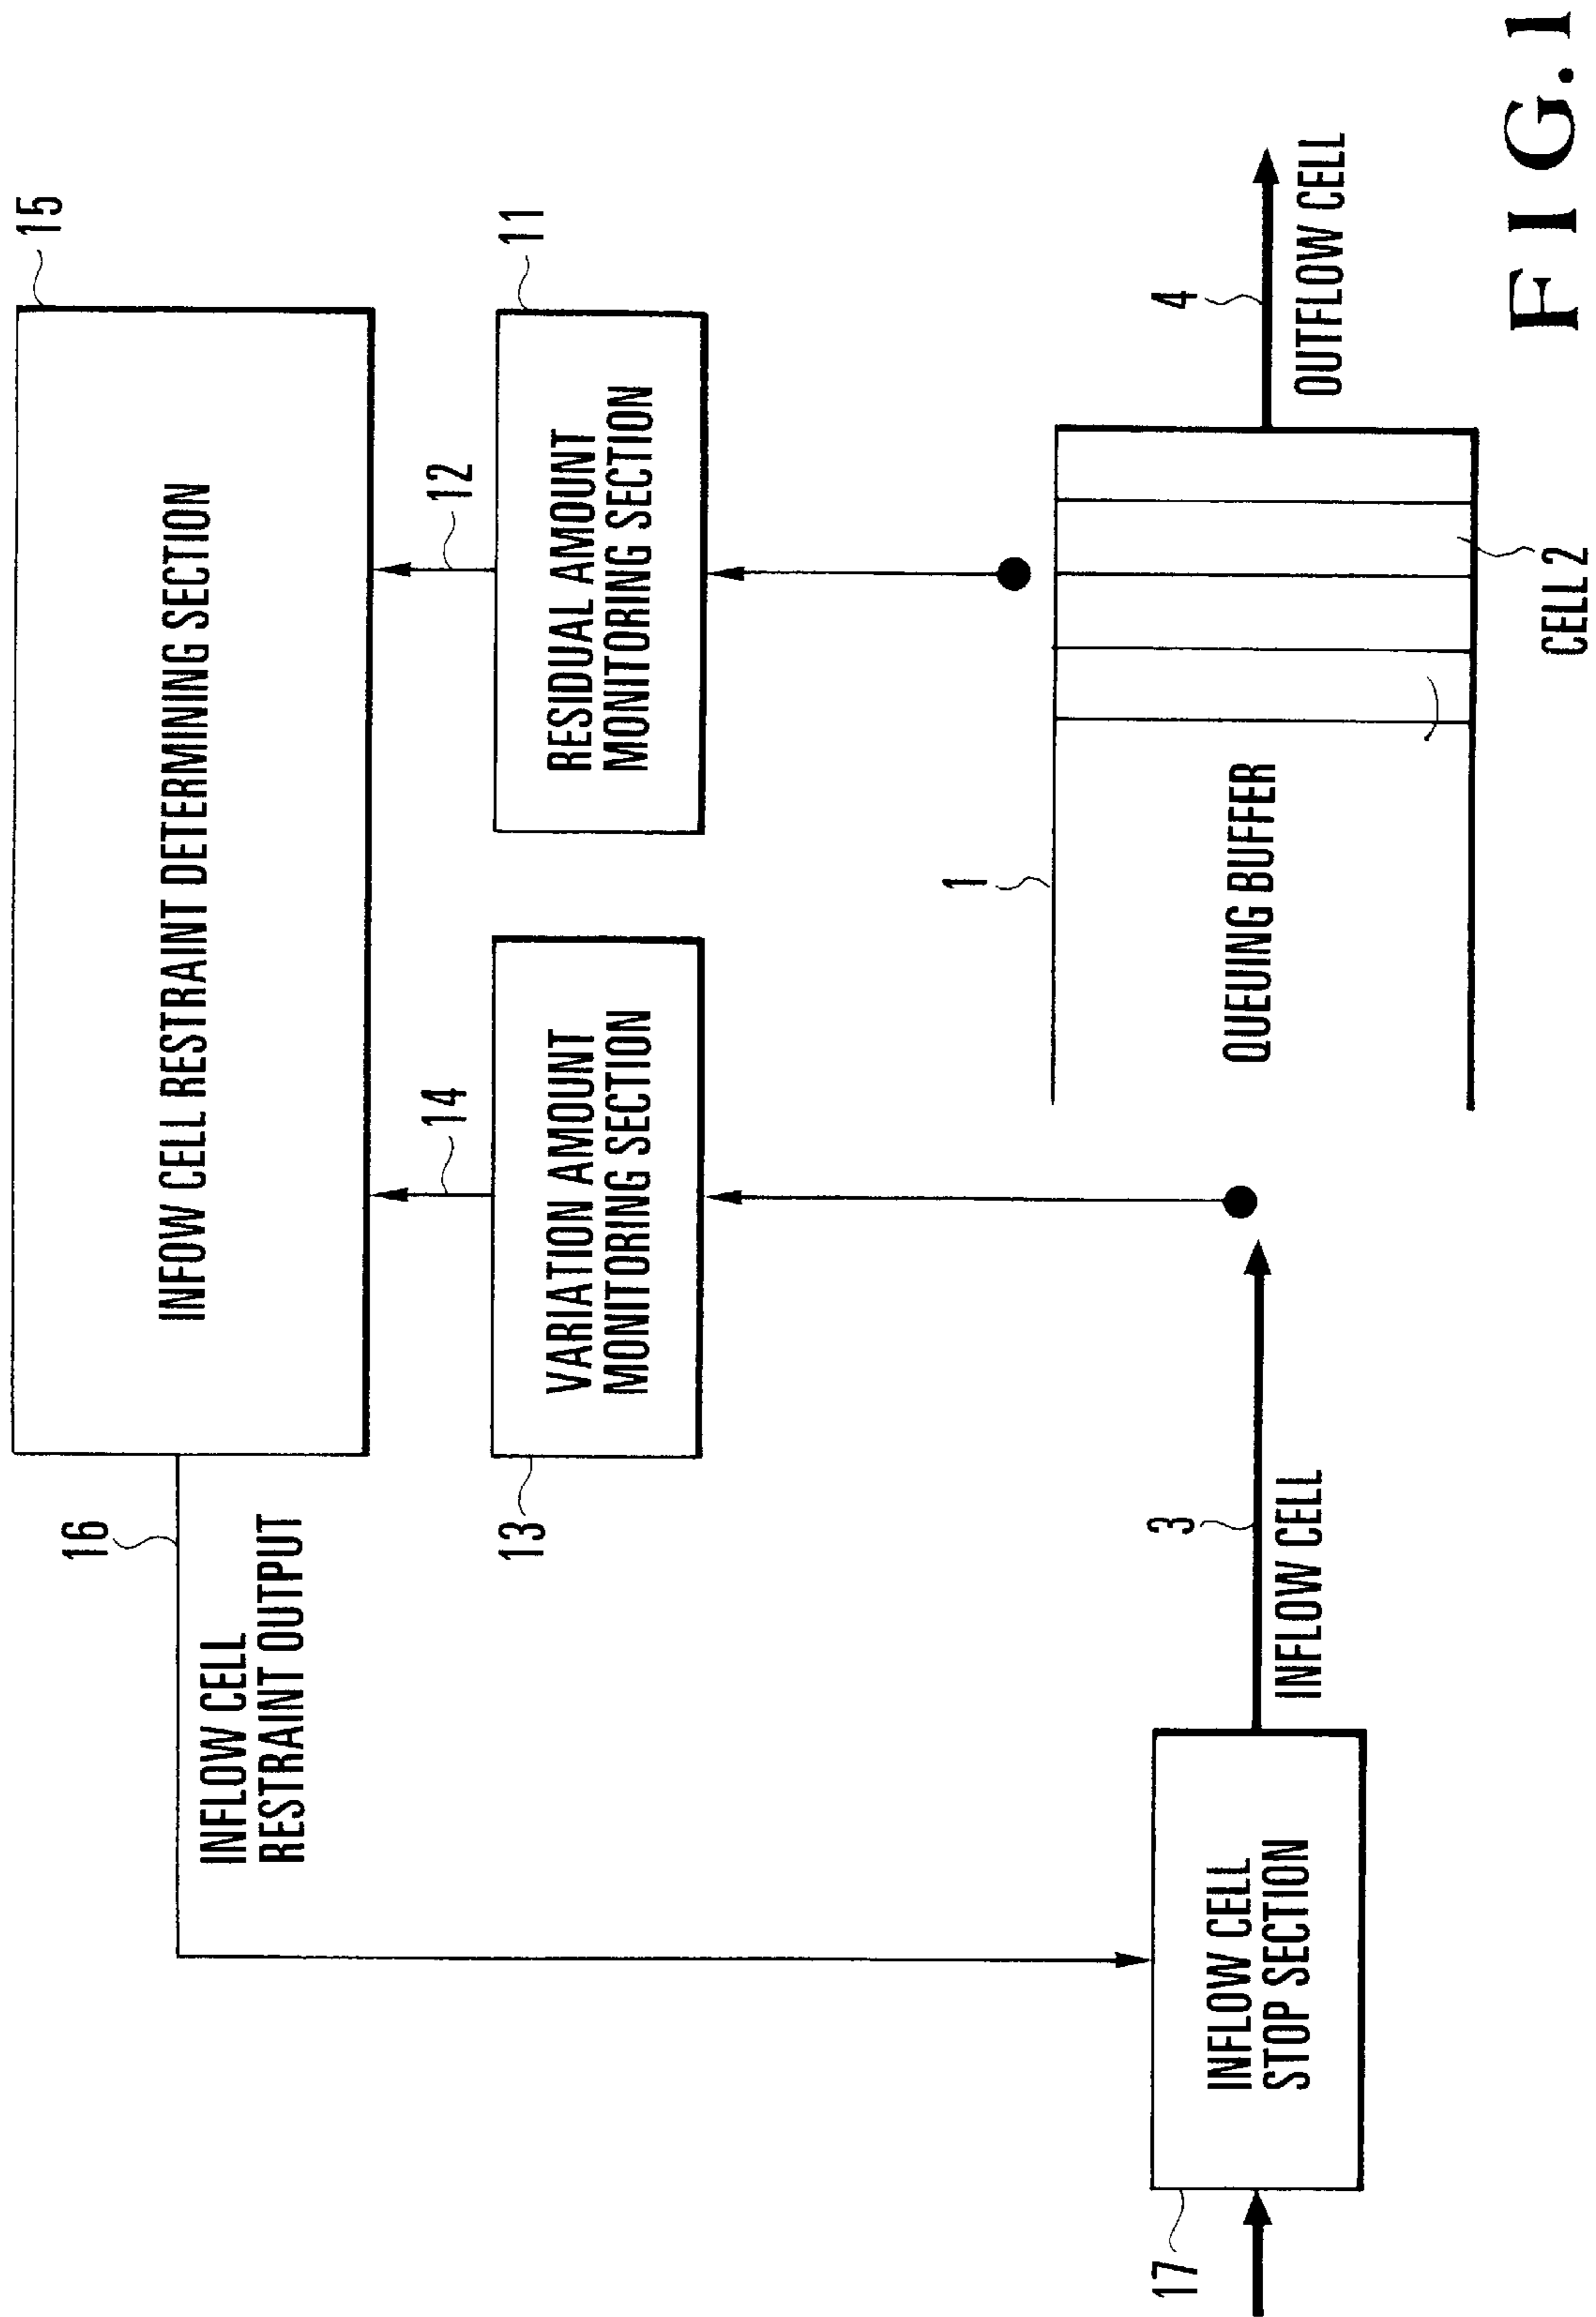 15
INFOW CELL RESTRAINT DETERMINING SECTION
16
INFLOW CELL
RESTRAINT OUTPUT
14
12
13
VARIATION AMOUNT
MONITORING SECTION
11
RESIDUAL AMOUNT
MONITORING SECTION
1
QUEUING BUFFER
17
INFLOW CELL
STOP SECTION
3
INFLOW CELL
4
OUTFLOW CELL
CELL 2
FIG.1